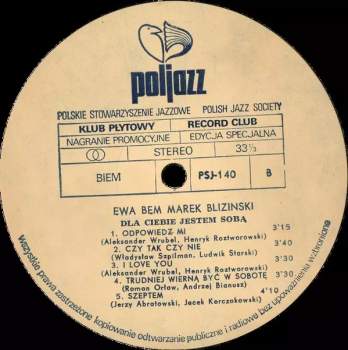 poljazz
POLSKIE STOWARZYSZENIE JAZZOWE POLISH JAZZ SOCIETY
KLUB PŁYTOWY RECORD CLUB
NAGRANIE PROMOCYJNE EDYCJA SPECJALNA
STEREO 33⅓
BIEM PSJ-140 B
EWA BEM MAREK BLIZINSKI
DLA CIEBIE JESTEM SOBĄ
1. ODPOWIEDZ MI 3'15
(Aleksander Wrubel, Henryk Rostworowski)
2. CZY TAK CZY NIE 3'40
(Władysław Szpilman, Ludwik Starski)
3. I LOVE YOU 3'30
(Aleksander Wrubel, Henryk Rostworowski)
4. TRUDNIEJ WIERNĄ BYĆ W SOBOTĘ 3'30
(Roman Orłow, Andrzej Bianusz)
5. SZEPTEM 4'10
(Jerzy Abratowski, Jacek Korczakowski)
Wszystkie prawa zastrzeżone, kopiowanie odtwarzanie publiczne i radiowe bez upoważnienia wzbronione